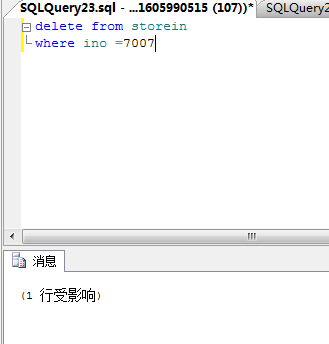 SQLQuery23.sql - ...1605990515 (107))* SQLQuery2
delete from storein
where ino =7007
消息
(1 行受影响)